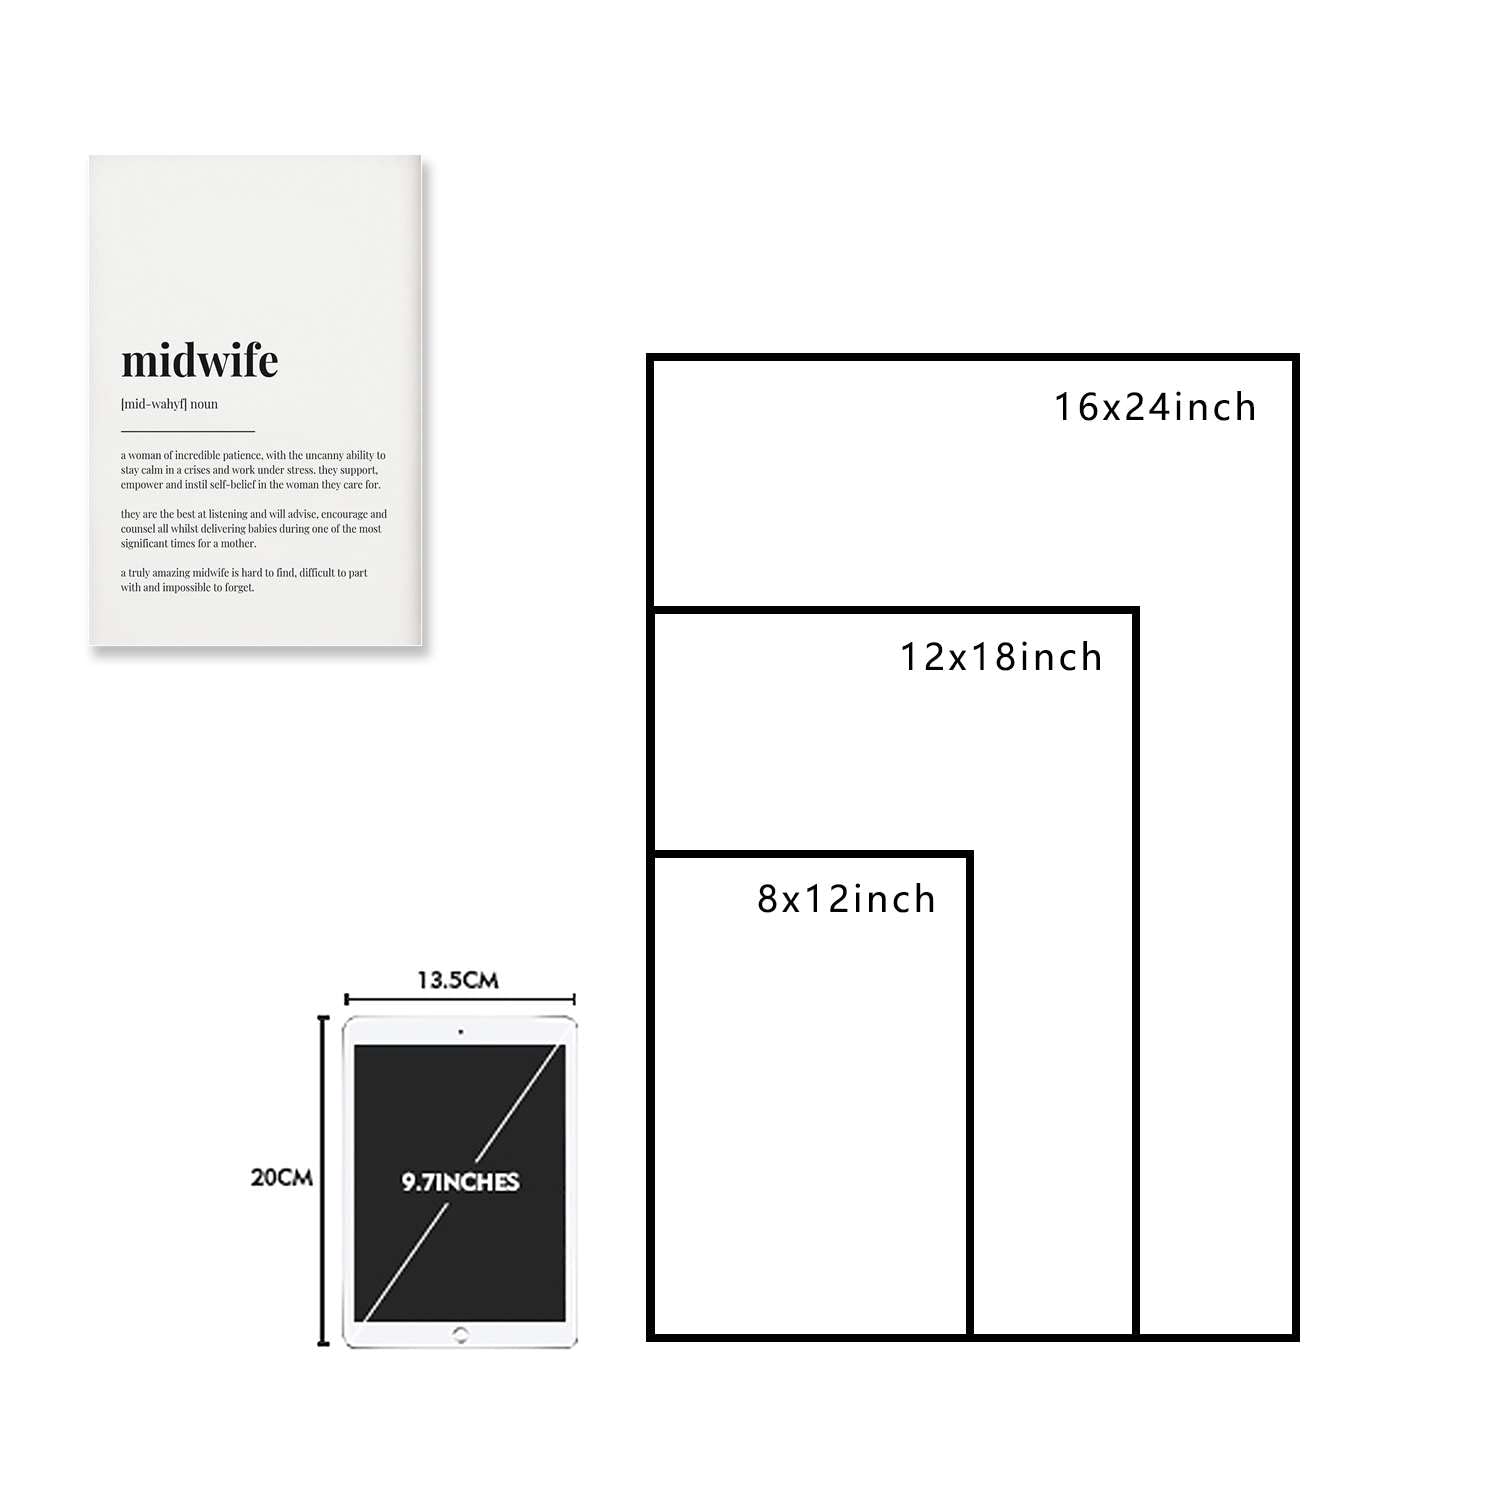 midwife
[mid-wahyf] noun
a woman of incredible patience, with the uncanny ability to
stay calm in a crises and work under stress. they support,
empower and instil self-belief in the woman they care for.
they are the best at listening and will advise, encourage and
counsel all whilst delivering babies during one of the most
significant times for a mother.
a truly amazing midwife is hard to find, difficult to part
with and impossible to forget.
16x24inch
12x18inch
8x12inch
13.5CM
20CM
9.7INCHES